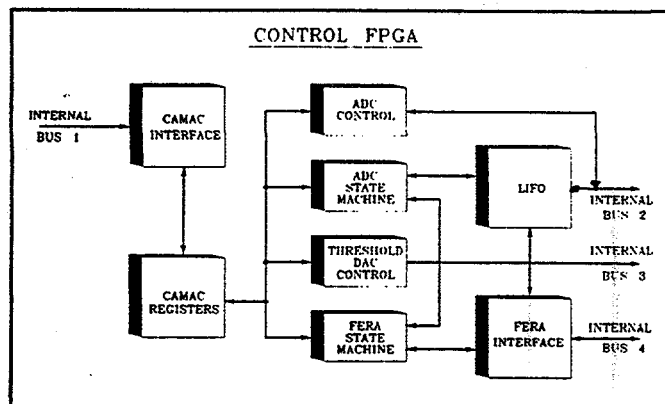 CONTROL FPGA
INTERNAL
BUS 1
CAMAC
INTERFACE
ADC
CONTROL
ADC
STATE
MACHINE
LIFO
INTERNAL
BUS 2
THRESHOLD
DAC
CONTROL
INTERNAL
BUS 3
CAMAC
REGISTERS
FERA
STATE
MACHINE
FERA
INTERFACE
INTERNAL
BUS 4